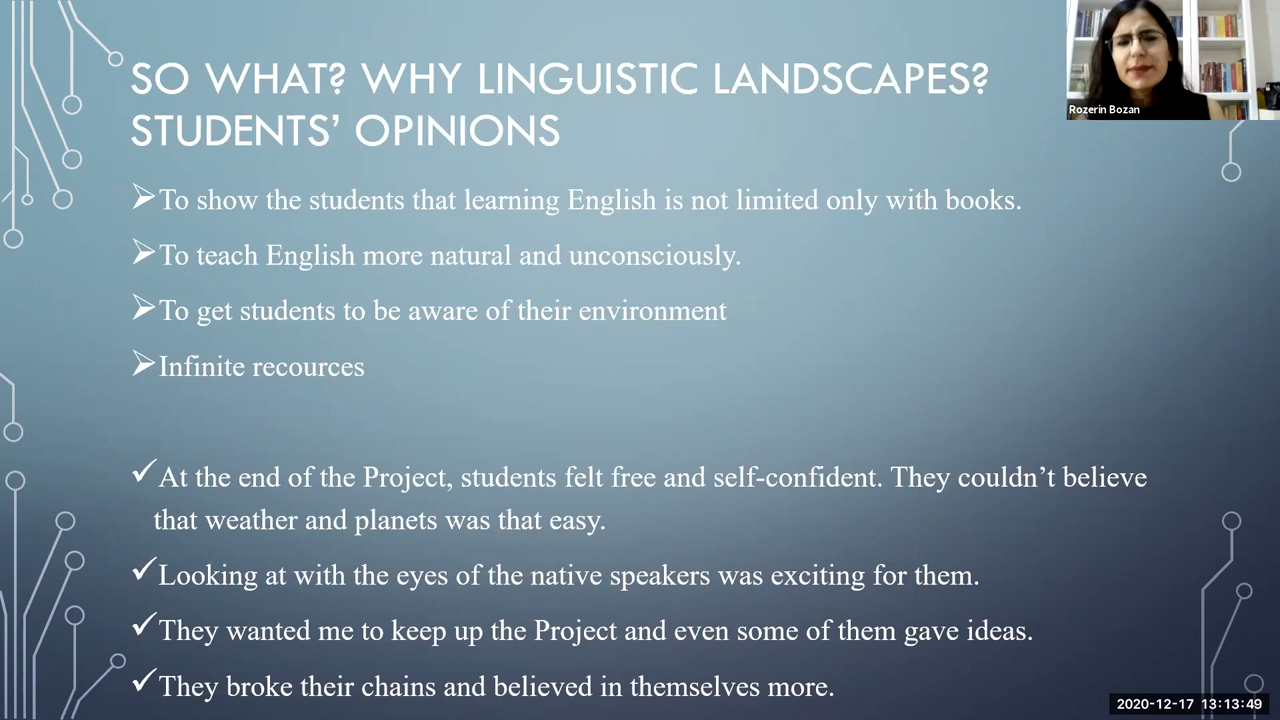 SO WHAT? WHY LINGUISTIC LANDSCAPES?
STUDENTS' OPINIONS
Rozerin Bozan
To show the students that learning English is not limited only with books.
To teach English more natural and unconsciously.
To get students to be aware of their environment
Infinite recources
At the end of the Project, students felt free and self-confident. They couldn't believe
that weather and planets was that easy.
Looking at with the eyes of the native speakers was exciting for them.
They wanted me to keep up the Project and even some of them gave ideas.
They broke their chains and believed in themselves more.
2020-12-17 13:13:49